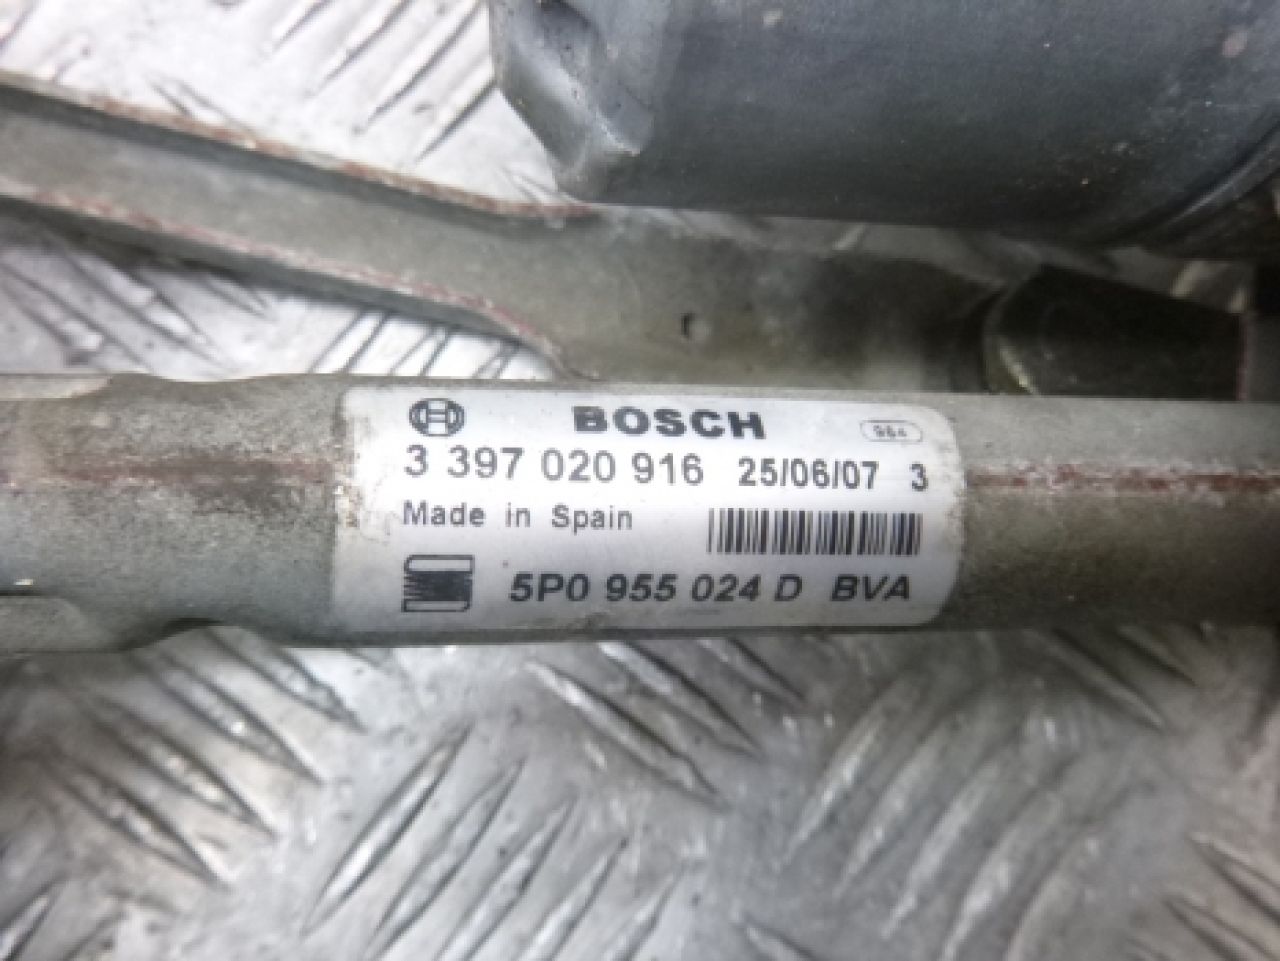 BOSCH
3 397 020 916 25/06/07 3
Made in Spain
5P0 955 024 D BVA